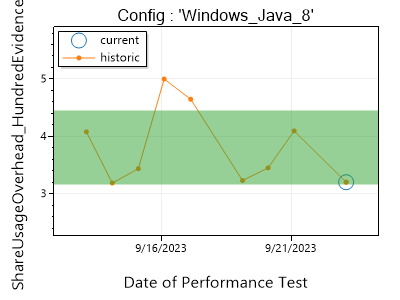 Config : 'Windows_Java_8'
current
historic
ShareUsageOverhead_HundredEvidence
5
4
3
9/16/2023
9/21/2023
Date of Performance Test